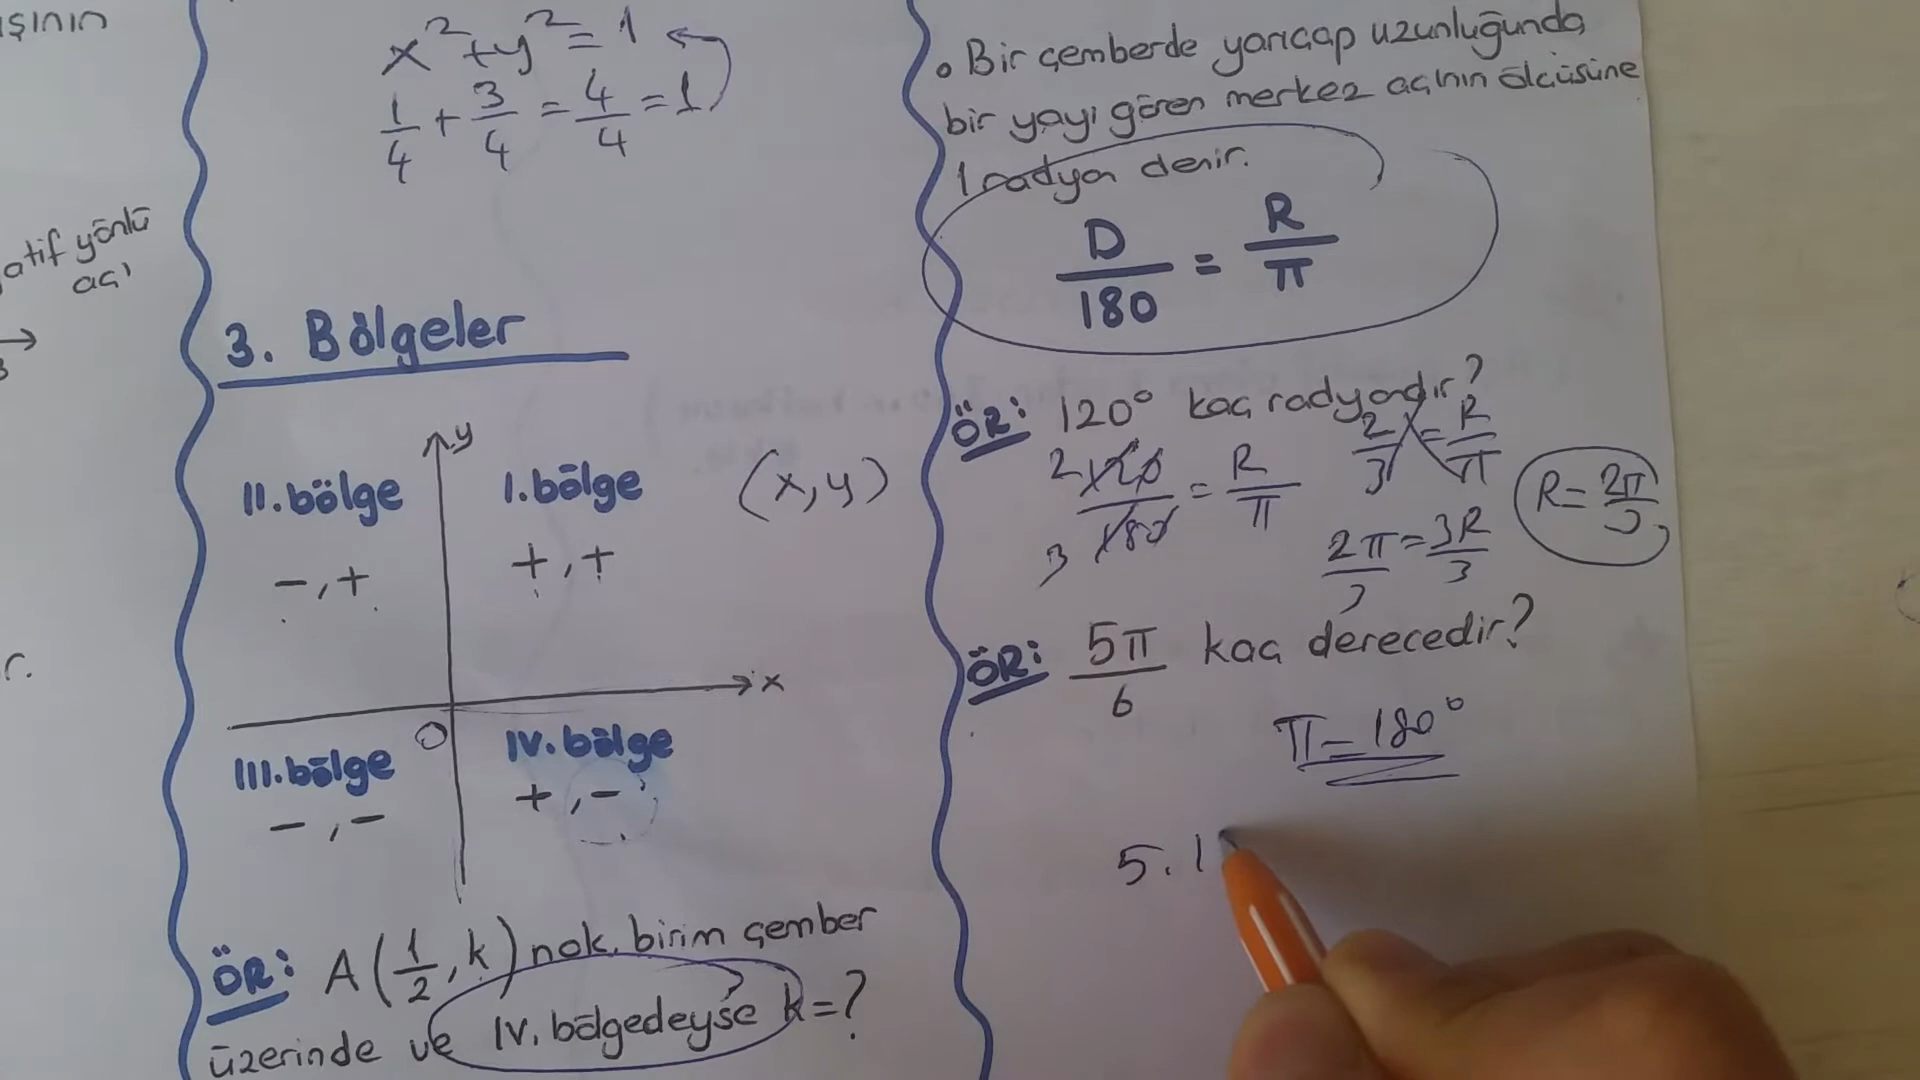 x²+y²=1
1/4 + 3/4 = 4/4 = 1
yönlü
açı
r.
3. Bölgeler
y
II.bölge
I.bölge
(x,y)
-,+
+,+
x
O
III.bölge
IV.bölge
-,-
+,-
ÖR: A(1/2, k) nok. birim çember
üzerinde ve IV. bölgedeyse k=?
• Bir çemberde yarıçap uzunluğunda
bir yayı gören merkez açının ölçüsüne
1 radyan denir.
D/180 = R/π
ÖR: 120° kaç radyandır?
2 120/180 3 = R/π
2/3 = R/π
2π/3 = 3R/3
R = 2π/3
ÖR: 5π/6 kaç derecedir?
π=180°
5.1